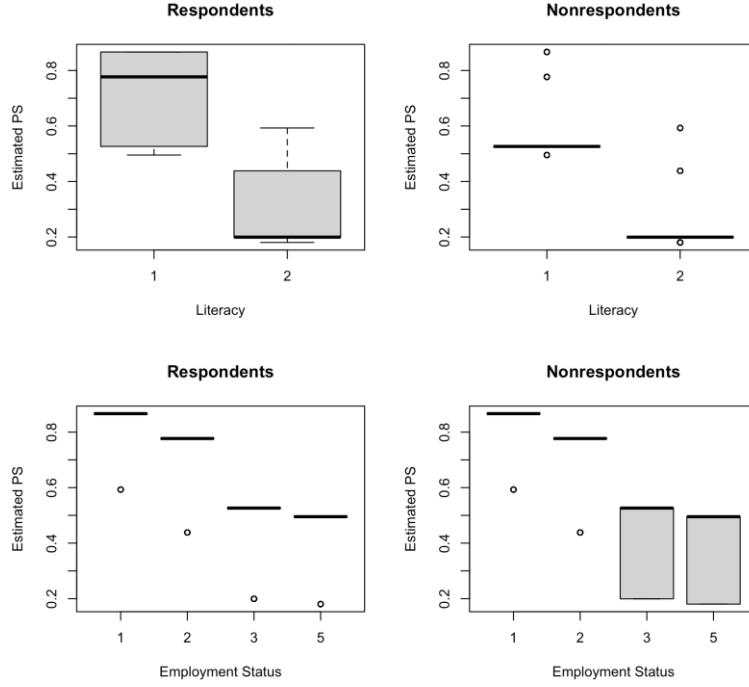 Respondents
Estimated PS
0.2 0.4 0.6 0.8
1 2
Literacy
Nonrespondents
Estimated PS
0.2 0.4 0.6 0.8
1 2
Literacy
Respondents
Estimated PS
0.2 0.4 0.6 0.8
1 2 3 5
Employment Status
Nonrespondents
Estimated PS
0.2 0.4 0.6 0.8
1 2 3 5
Employment Status